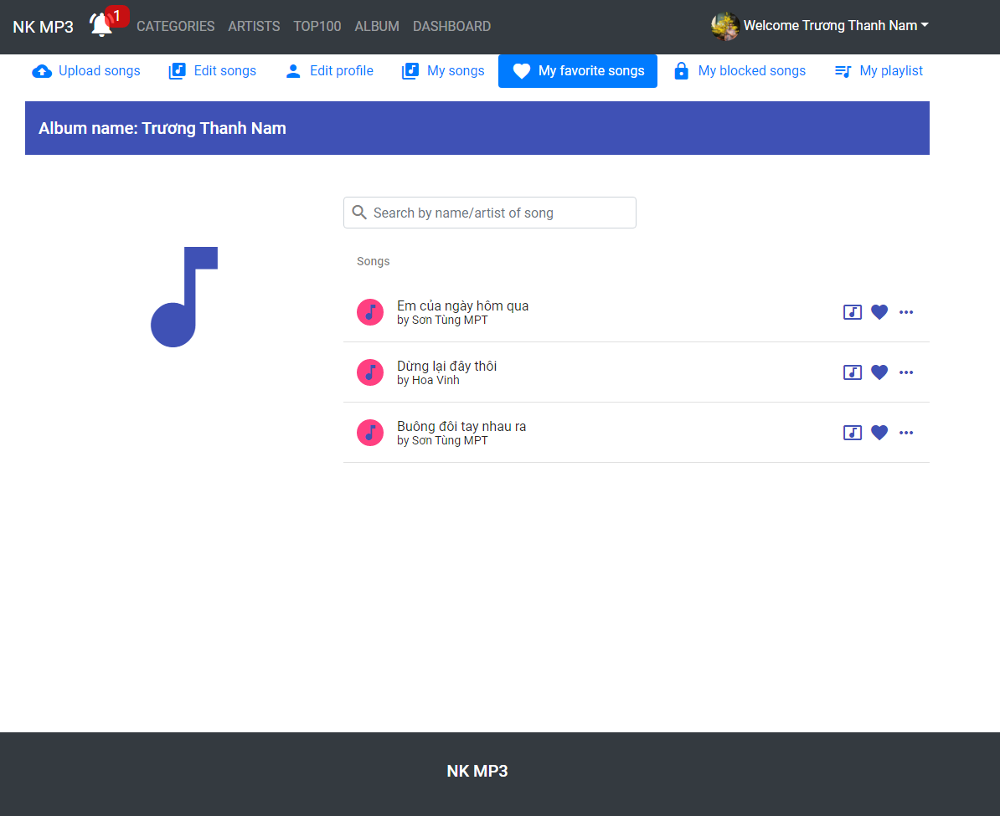 NK MP3
1
CATEGORIES
ARTISTS
TOP100
ALBUM
DASHBOARD
Welcome Trương Thanh Nam
Upload songs
Edit songs
Edit profile
My songs
My favorite songs
My blocked songs
My playlist
Album name: Trương Thanh Nam
Search by name/artist of song
Songs
Em của ngày hôm qua
by Sơn Tùng MPT
Dừng lại đây thôi
by Hoa Vinh
Buông đôi tay nhau ra
by Sơn Tùng MPT
NK MP3